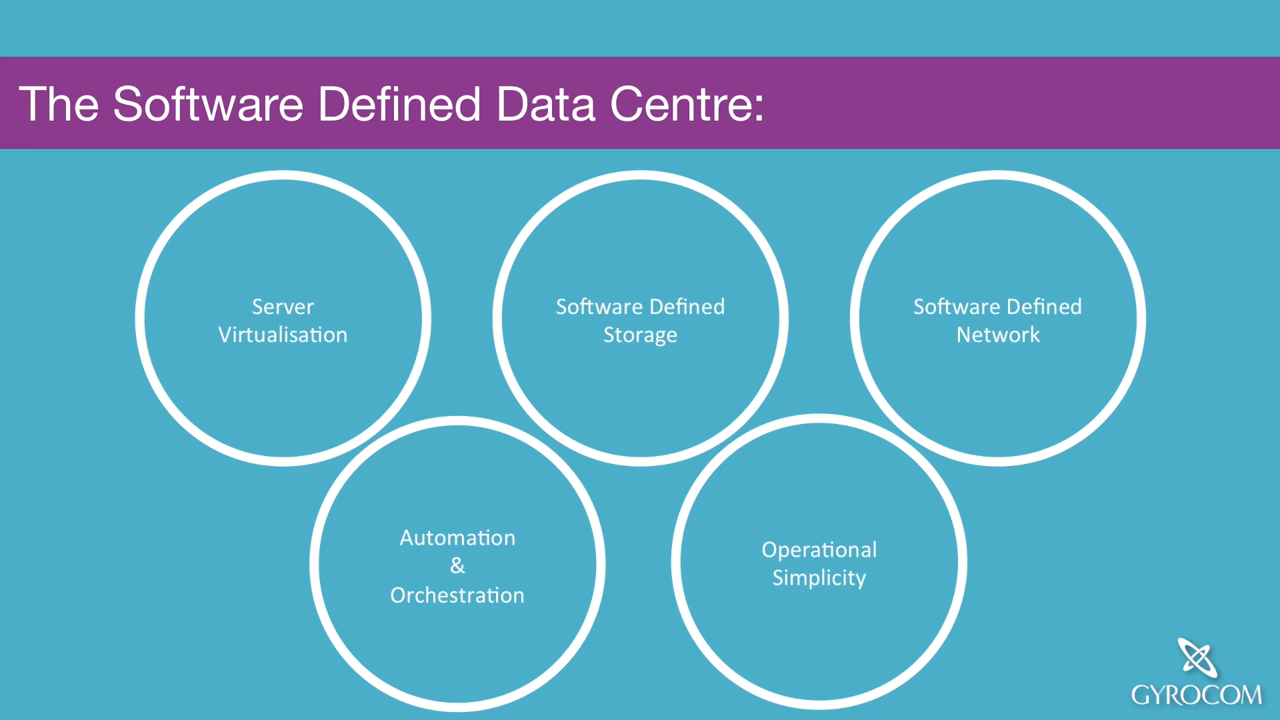 The Software Defined Data Centre:
Server
Virtualisation
Software Defined
Storage
Software Defined
Network
Automation
&
Orchestration
Operational
Simplicity
GYROCOM